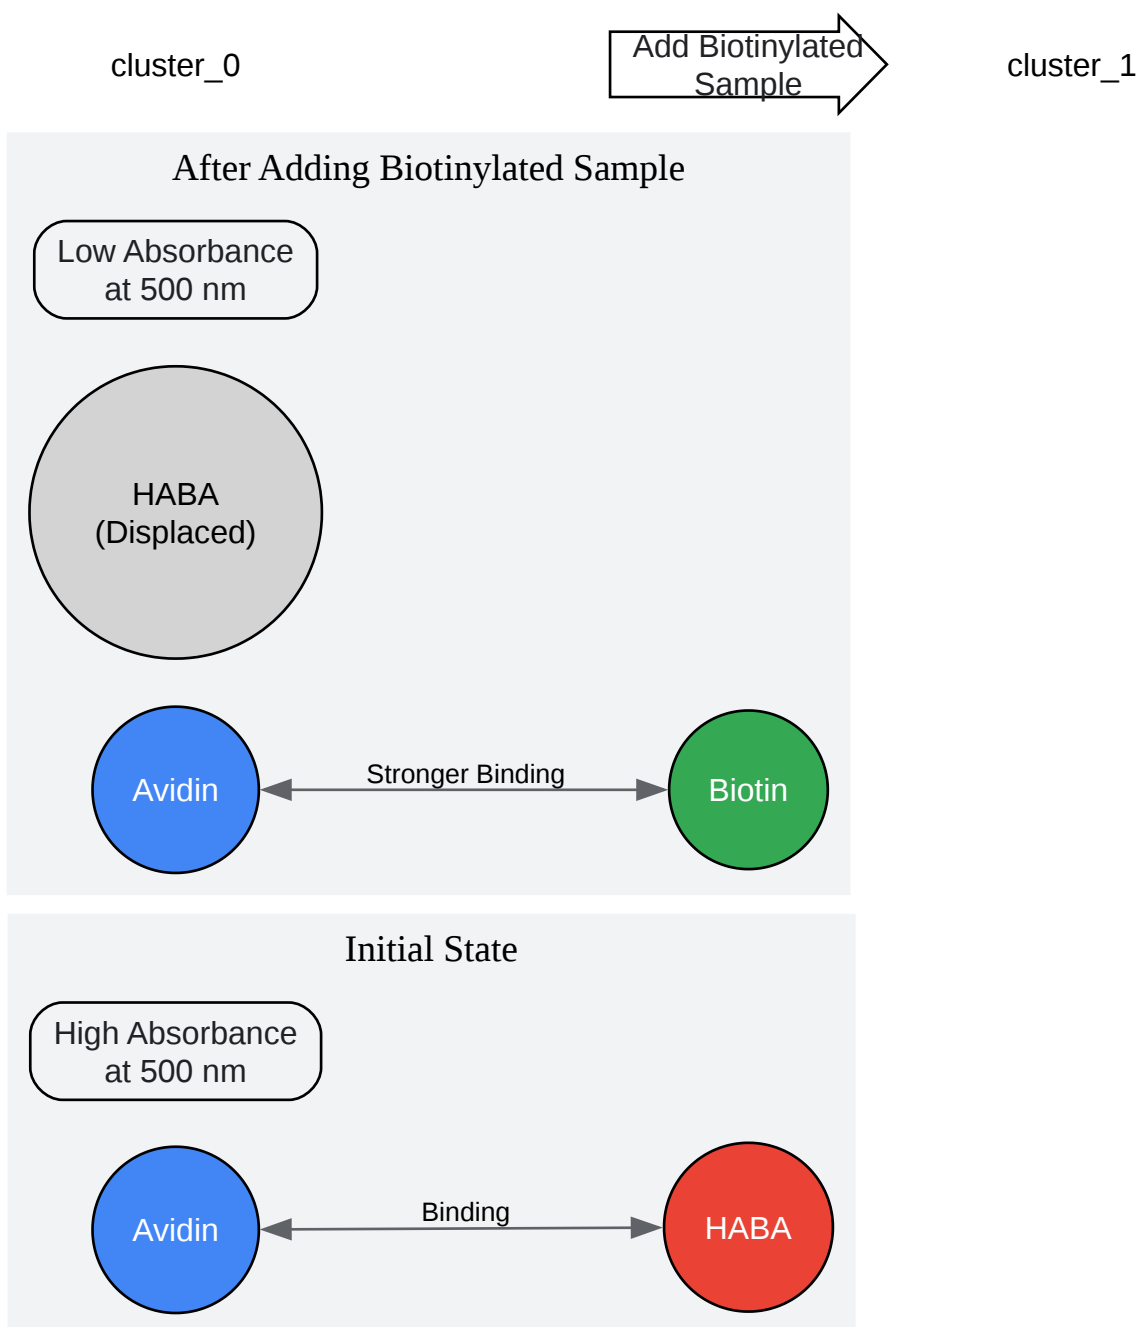 cluster_0
Add Biotinylated
Sample
cluster_1
After Adding Biotinylated Sample
Low Absorbance
at 500 nm
HABA
(Displaced)
Avidin
Stronger Binding
Biotin
Initial State
High Absorbance
at 500 nm
Avidin
Binding
HABA